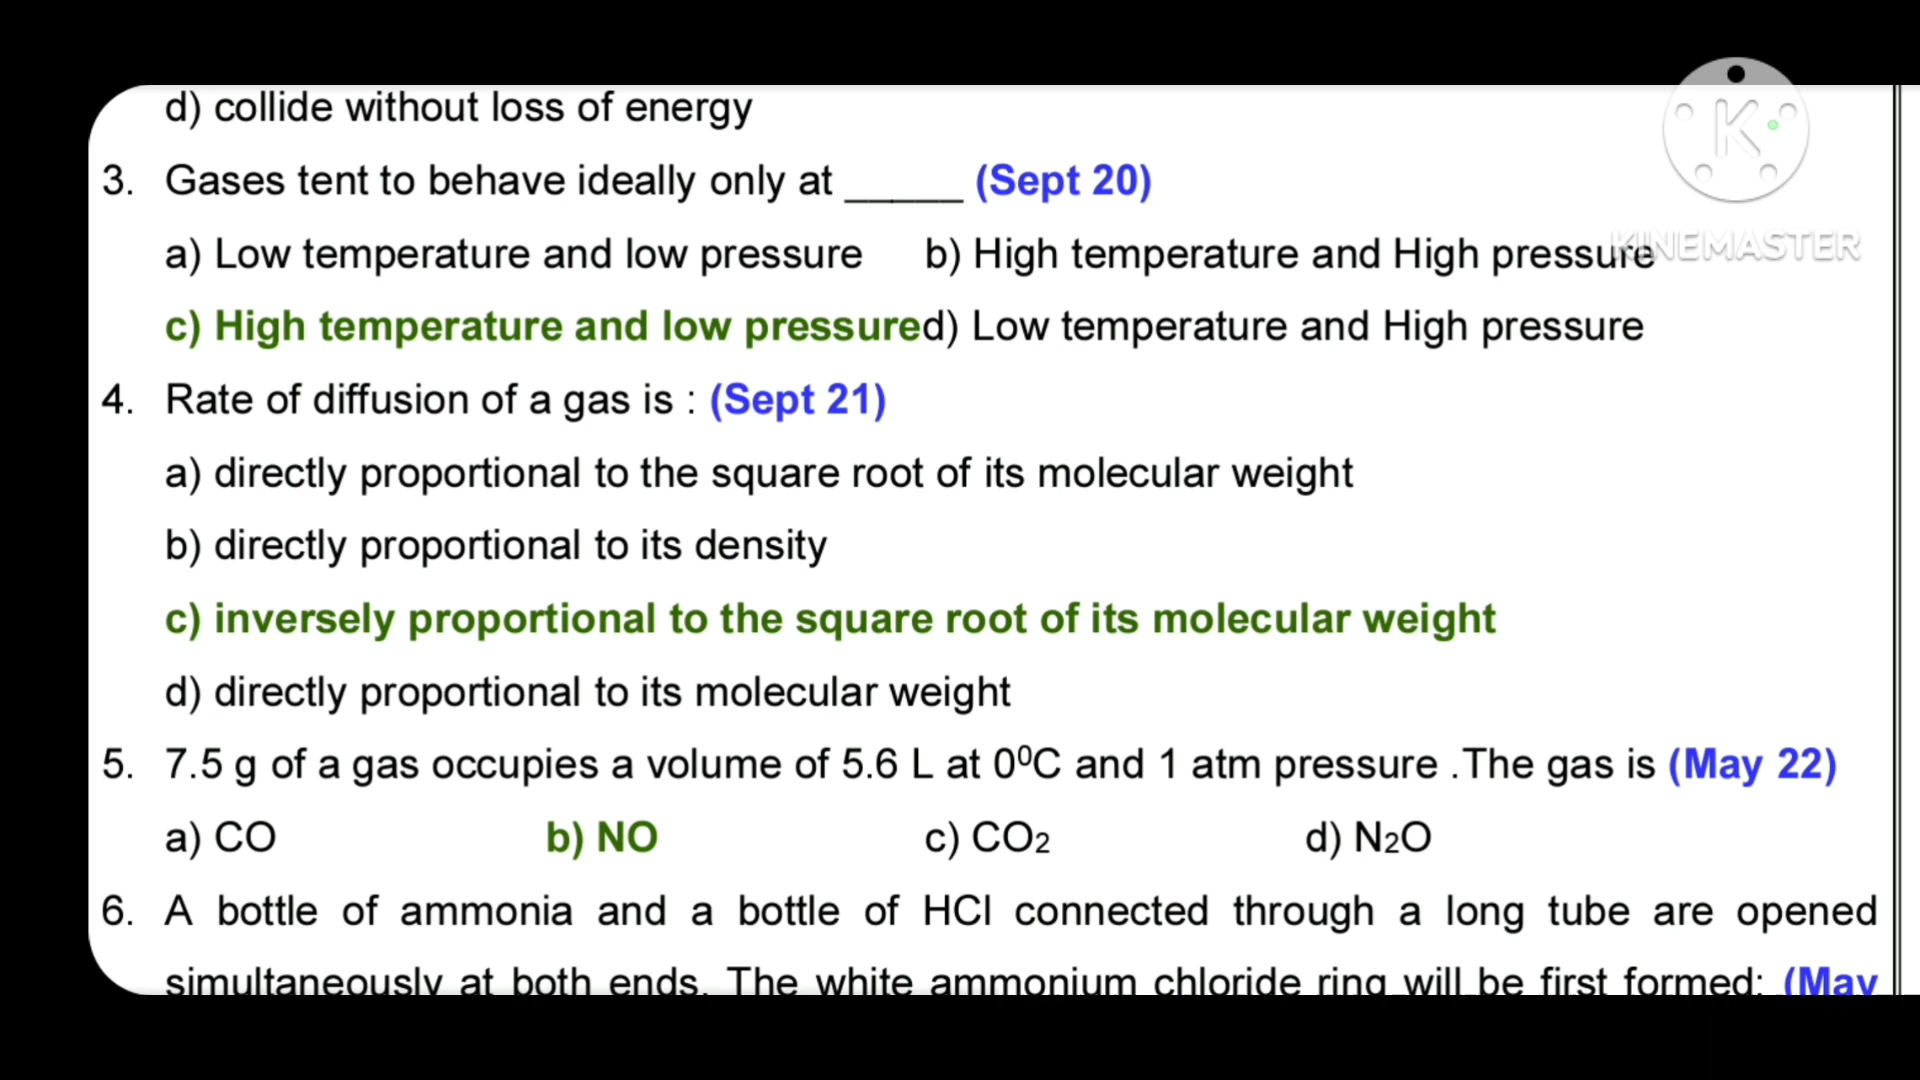 d) collide without loss of energy
3. Gases tent to behave ideally only at _____ (Sept 20)
a) Low temperature and low pressure b) High temperature and High pressure
KINEMASTER
c) High temperature and low pressured) Low temperature and High pressure
4. Rate of diffusion of a gas is : (Sept 21)
a) directly proportional to the square root of its molecular weight
b) directly proportional to its density
c) inversely proportional to the square root of its molecular weight
d) directly proportional to its molecular weight
5. 7.5 g of a gas occupies a volume of 5.6 L at 0⁰C and 1 atm pressure .The gas is (May 22)
a) CO b) NO c) CO₂ d) N₂O
6. A bottle of ammonia and a bottle of HCl connected through a long tube are opened
simultaneously at both ends. The white ammonium chloride ring will be first formed: (May